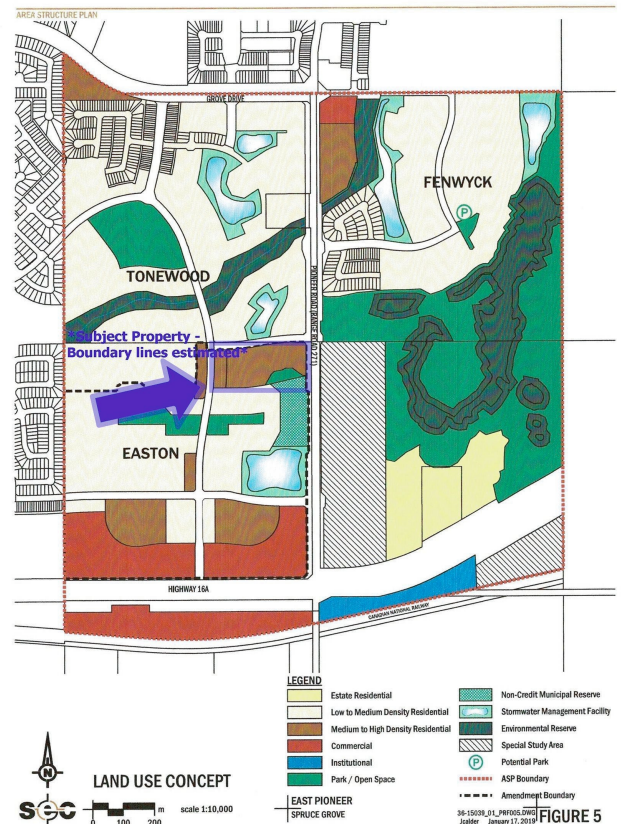 AREA STRUCTURE PLAN
GROVE DRIVE
FENWYCK
P
TONEWOOD
PIONEER ROAD (RANGE ROAD 271)
*Subject Property -
Boundary lines estimated*
EASTON
HIGHWAY 16A
CANADIAN NATIONAL RAILWAY
LEGEND
Estate Residential
Low to Medium Density Residential
Medium to High Density Residential
Commercial
Institutional
Park / Open Space
Non-Credit Municipal Reserve
Stormwater Management Facility
Environmental Reserve
Special Study Area
P Potential Park
ASP Boundary
Amendment Boundary
N
LAND USE CONCEPT
0 100 200 m
scale 1:10,000
EAST PIONEER
SPRUCE GROVE
36-15039_01_PRF005.DWG
Jcalder January 17, 2019
FIGURE 5